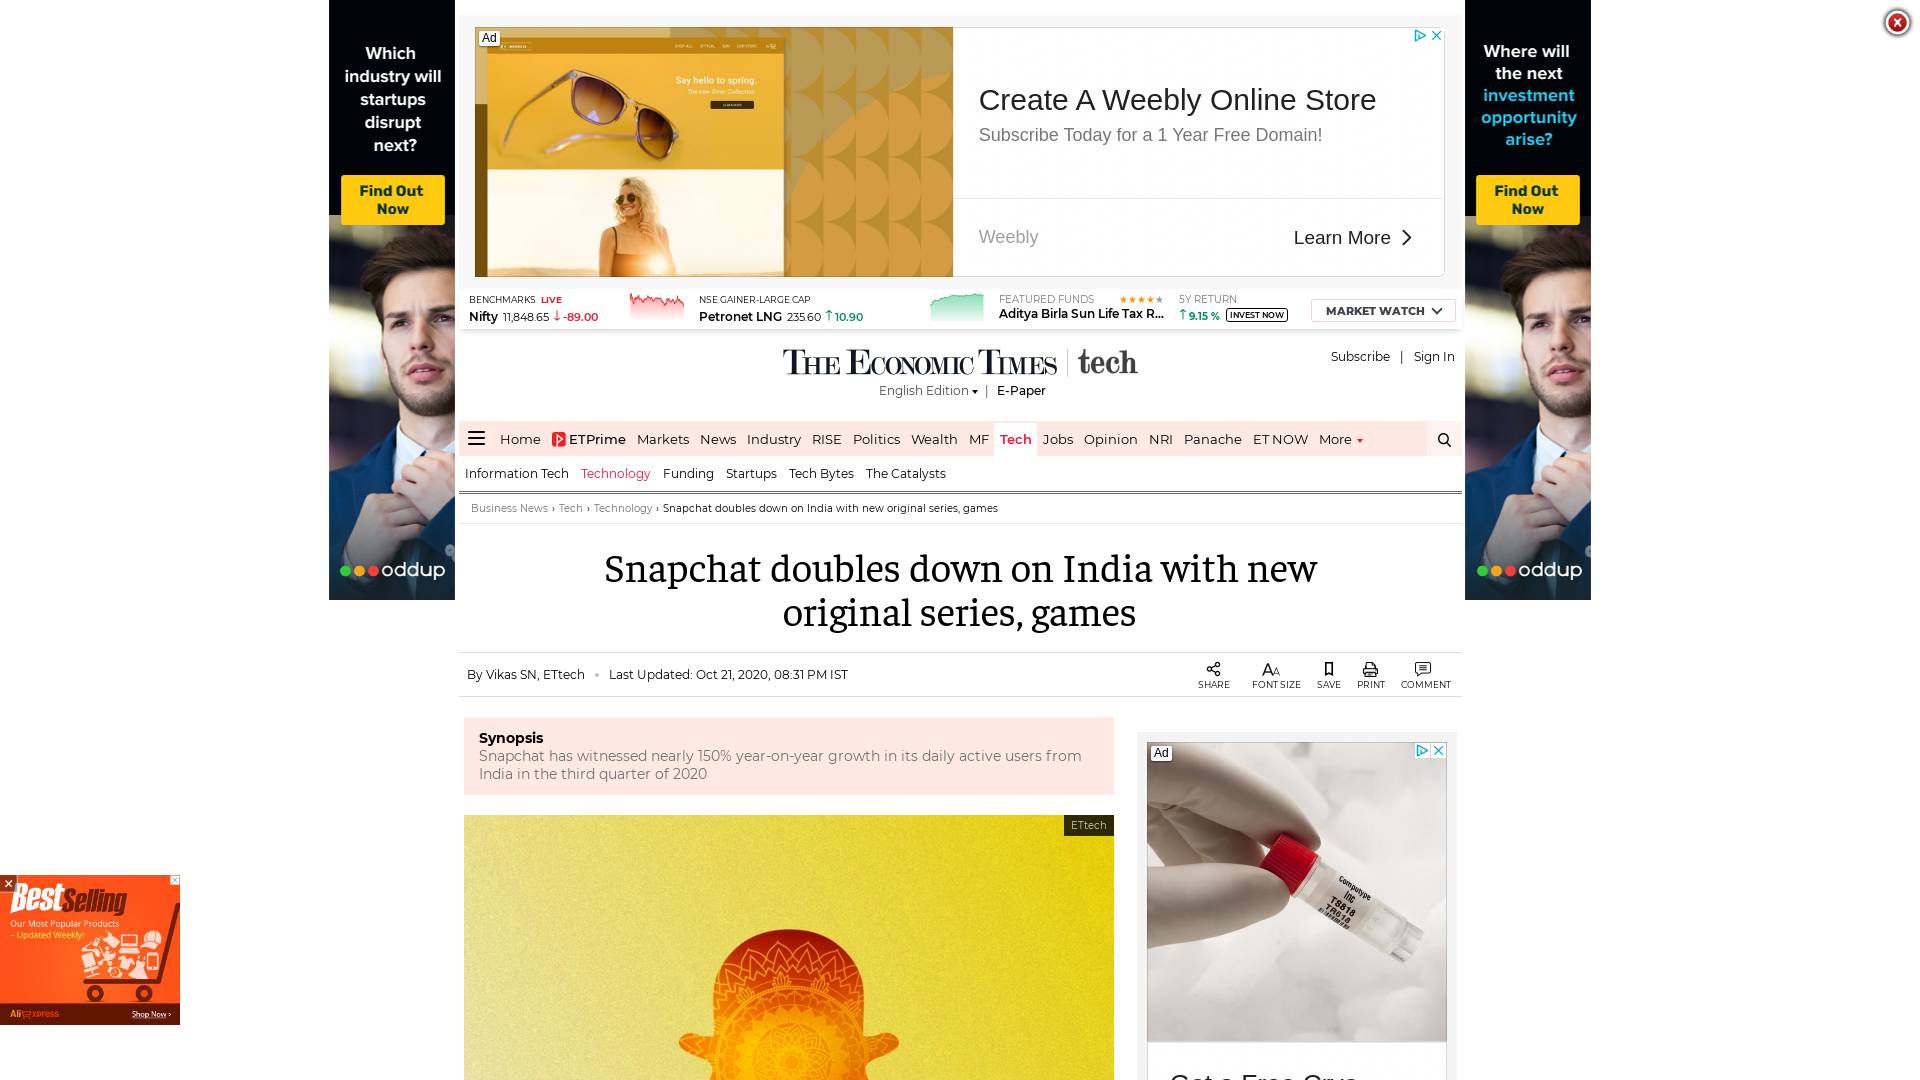 Which
industry will
startups
disrupt
next?
Find Out
Now
oddup
Ad
Say hello to spring.
Create A Weebly Online Store
Subscribe Today for a 1 Year Free Domain!
Weebly
Learn More
Where will
the next
investment
opportunity
arise?
Find Out
Now
oddup
BENCHMARKS LIVE
Nifty 11,848.65 -89.00
NSE GAINER-LARGE CAP
Petronet LNG 235.60 10.90
FEATURED FUNDS ★★★★★
Aditya Birla Sun Life Tax R...
5Y RETURN
9.15 % INVEST NOW
MARKET WATCH
THE ECONOMIC TIMES | tech
English Edition | E-Paper
Subscribe | Sign In
Home ETPrime Markets News Industry RISE Politics Wealth MF Tech Jobs Opinion NRI Panache ET NOW More
Information Tech Technology Funding Startups Tech Bytes The Catalysts
Business News › Tech › Technology › Snapchat doubles down on India with new original series, games
Snapchat doubles down on India with new
original series, games
By Vikas SN, ETtech • Last Updated: Oct 21, 2020, 08:31 PM IST
SHARE FONT SIZE SAVE PRINT COMMENT
Synopsis
Snapchat has witnessed nearly 150% year-on-year growth in its daily active users from
India in the third quarter of 2020
ETtech
Ad
Computype
Inc
TS818
TR618
Best Selling
Our Most Popular Products
– Updated Weekly!
AliExpress
Shop Now ›